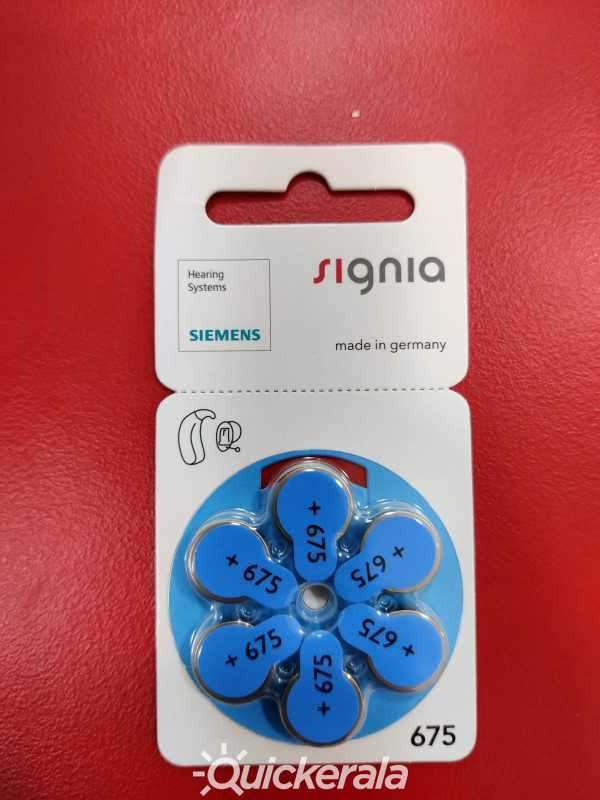 Hearing
Systems
SIEMENS
signia
made in germany
+ 675
+ 675
+ 675
+ 675
+ 675
+ 675
675
Quickerala